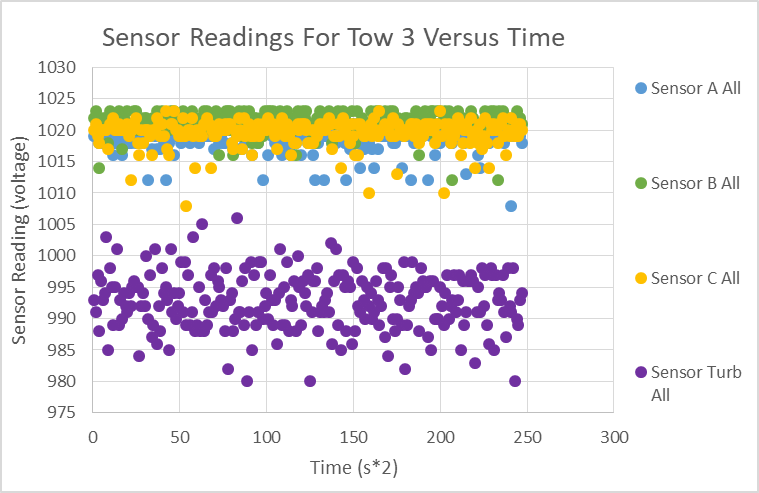 Sensor Readings For Tow 3 Versus Time
1030
1025
1020
1015
1010
1005
1000
995
990
985
980
975
Sensor Reading (voltage)
0 50 100 150 200 250 300
Time (s*2)
Sensor A All
Sensor B All
Sensor C All
Sensor Turb
All